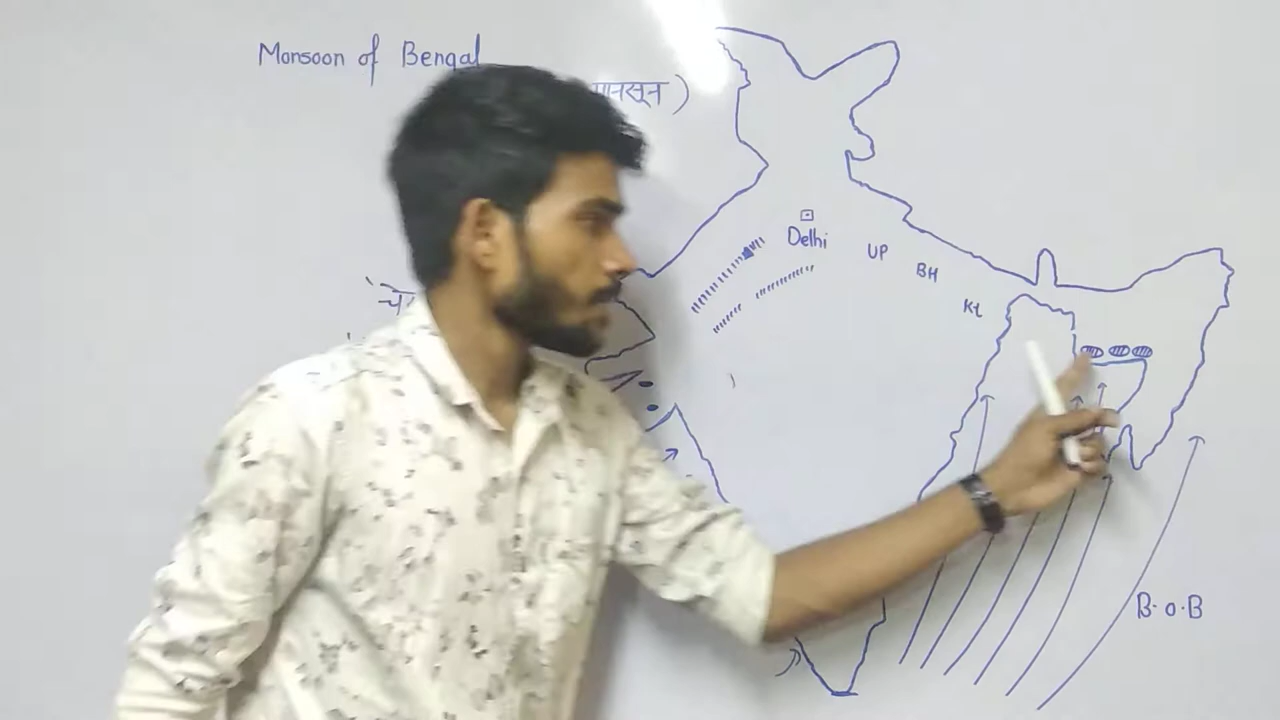 Monsoon of Bengal
मानसून )
Delhi
UP
BH
Kt
B.O.B